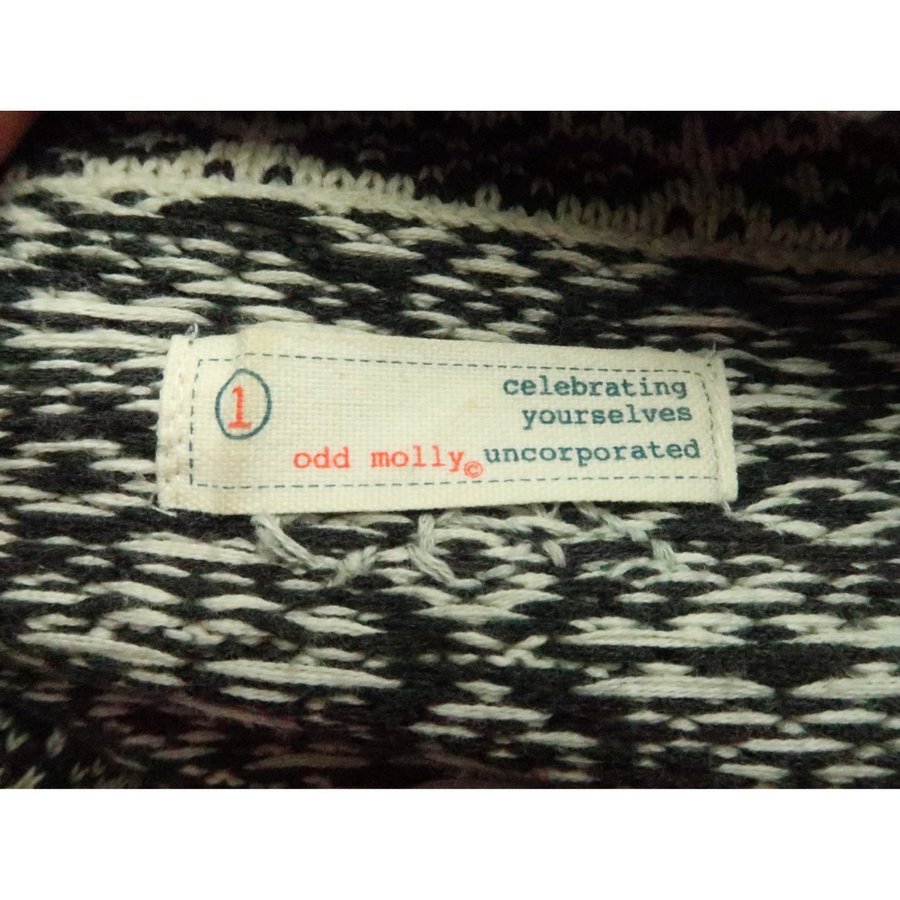 1
celebrating
yourselves
odd molly© uncorporated